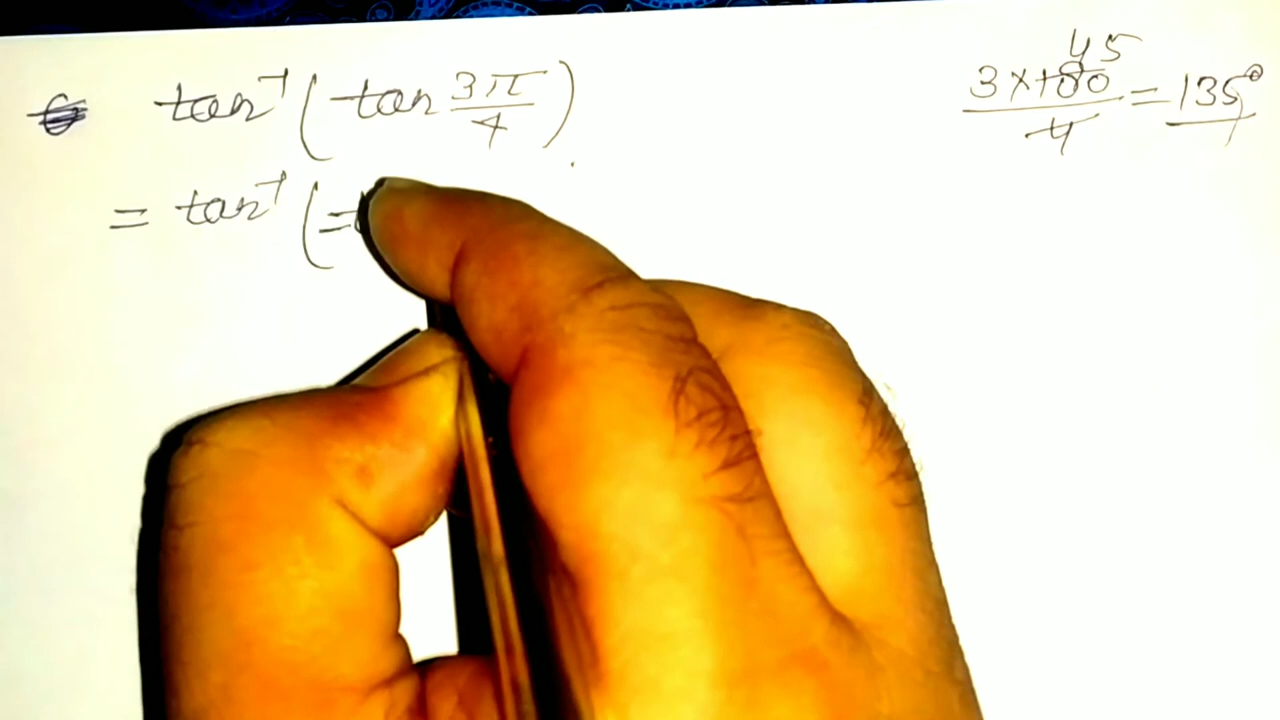 tan⁻¹(tan 3π/4)
= tan⁻¹(=
45
3×180/4 = 135°